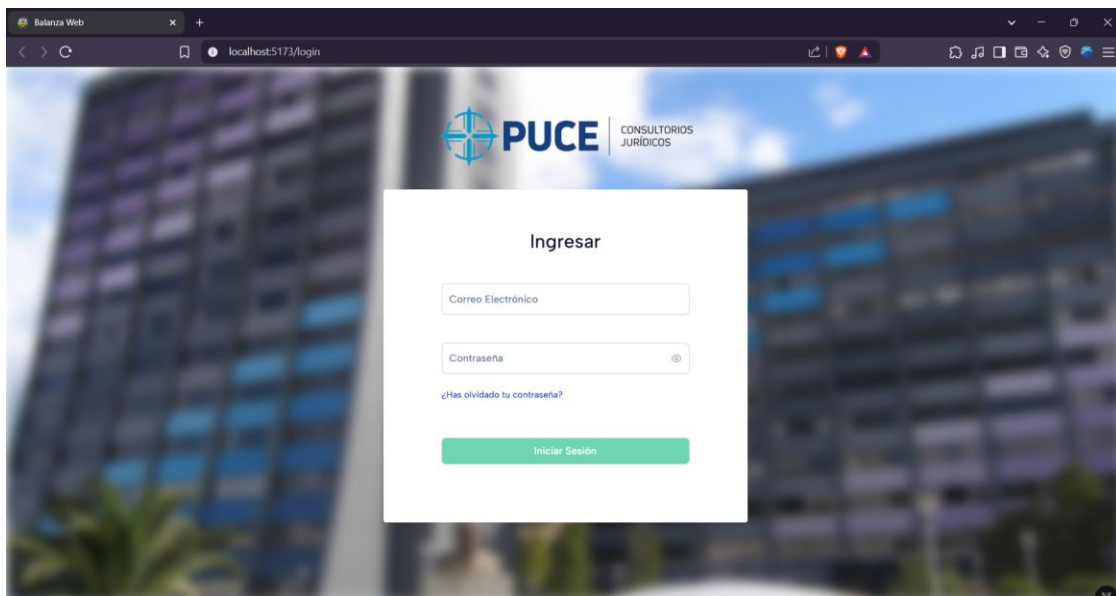 Balanza Web
localhost:5173/login
PUCE
CONSULTORIOS
JURÍDICOS
Ingresar
Correo Electrónico
Contraseña
¿Has olvidado tu contraseña?
Iniciar Sesión